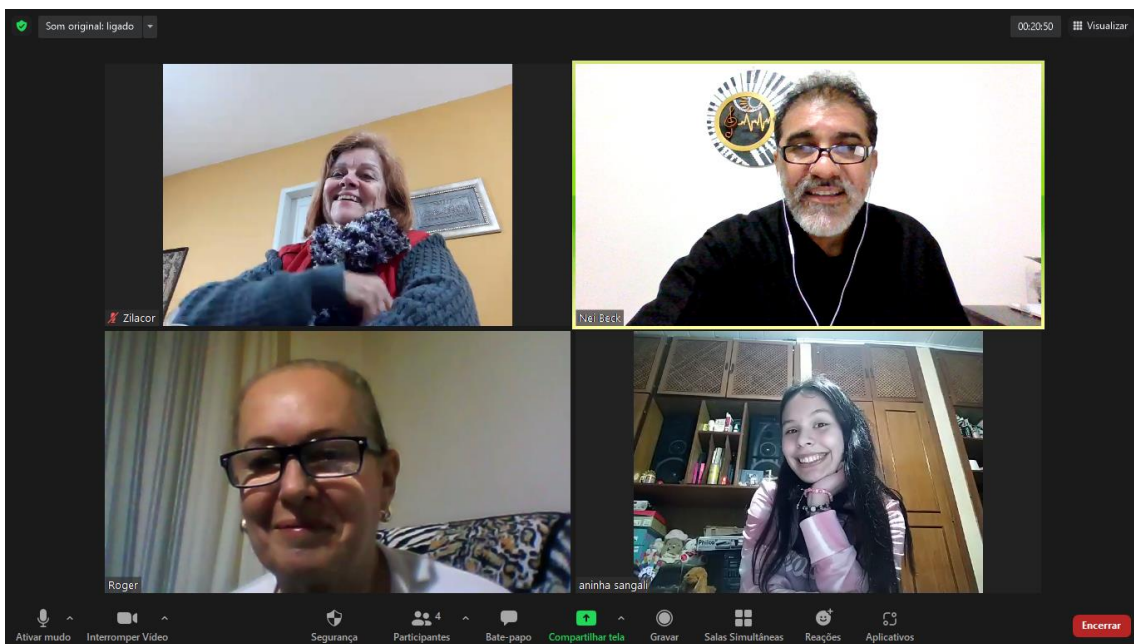 Som original: ligado
00:20:50
Visualizar
Zilacor
Nei Beck
Roger
aninha sangali
Ativar mudo
Interromper Vídeo
Segurança
Participantes
4
Bate-papo
Compartilhar tela
Gravar
Salas Simultâneas
Reações
Aplicativos
Encerrar